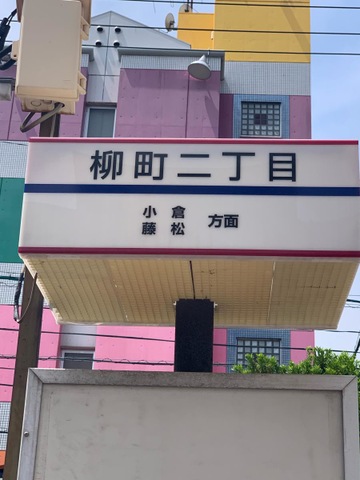 柳町二丁目
小倉
藤松 方面